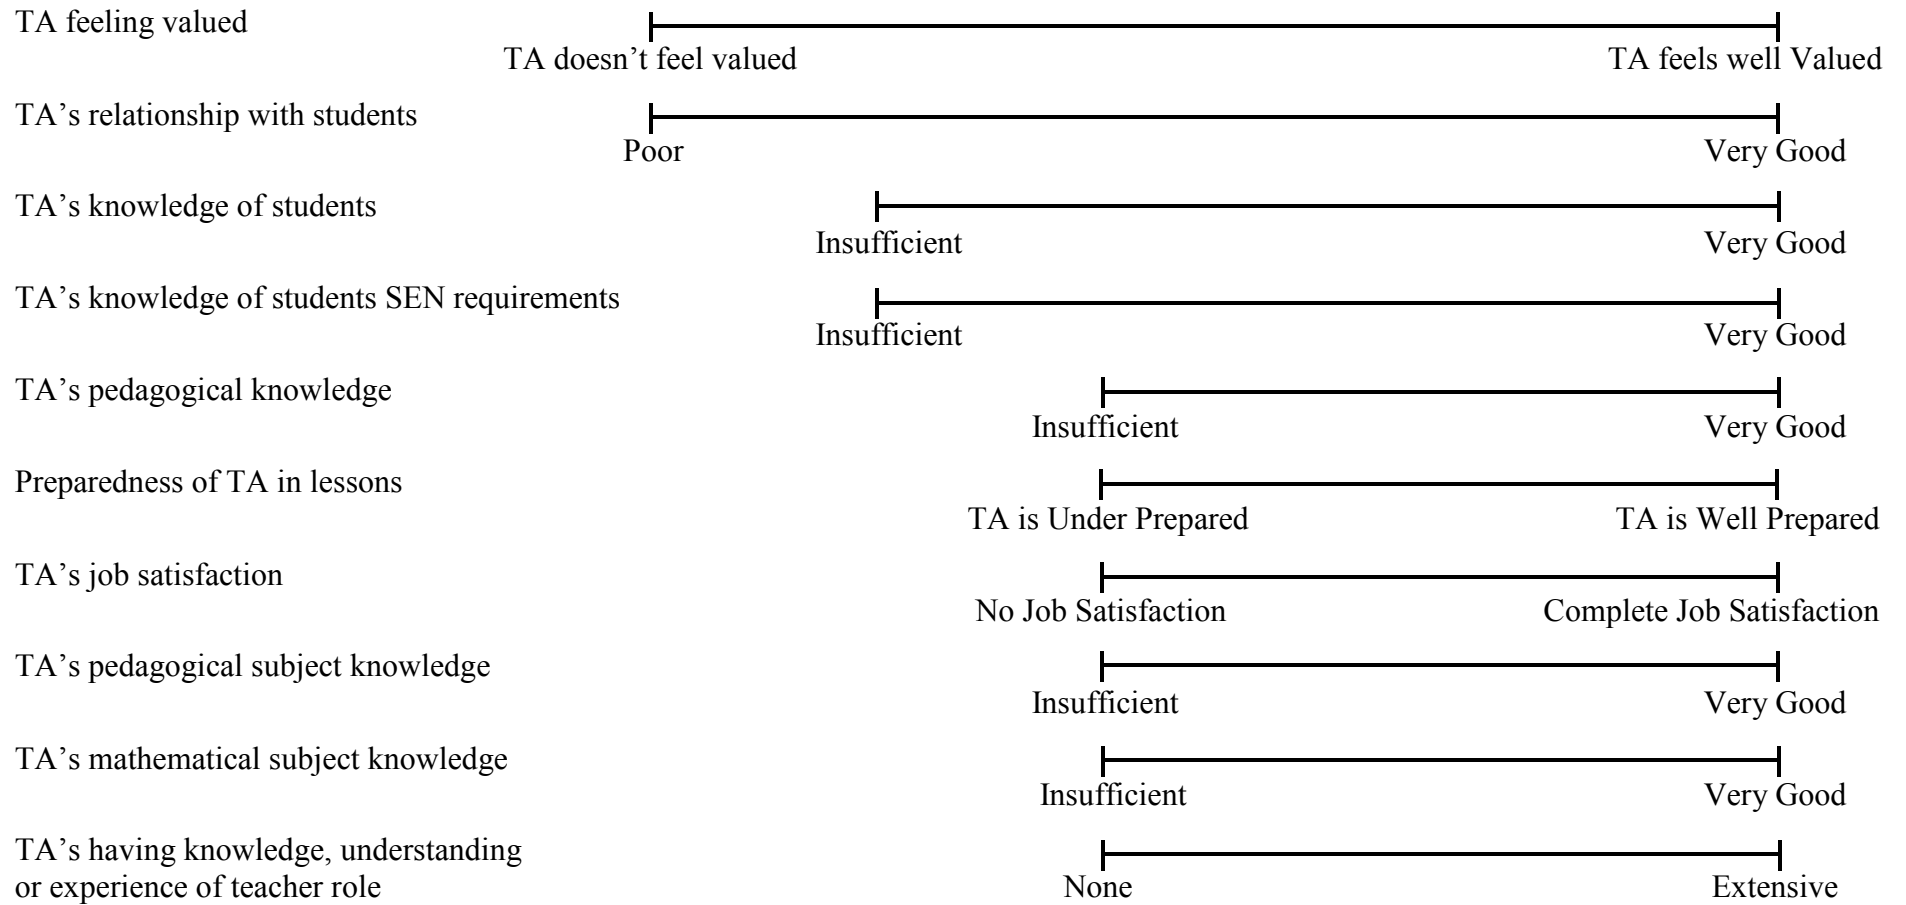 TA feeling valued
TA doesn’t feel valued TA feels well Valued
TA’s relationship with students
Poor Very Good
TA’s knowledge of students
Insufficient Very Good
TA’s knowledge of students SEN requirements
Insufficient Very Good
TA’s pedagogical knowledge
Insufficient Very Good
Preparedness of TA in lessons
TA is Under Prepared TA is Well Prepared
TA’s job satisfaction
No Job Satisfaction Complete Job Satisfaction
TA’s pedagogical subject knowledge
Insufficient Very Good
TA’s mathematical subject knowledge
Insufficient Very Good
TA’s having knowledge, understanding
or experience of teacher role
None Extensive